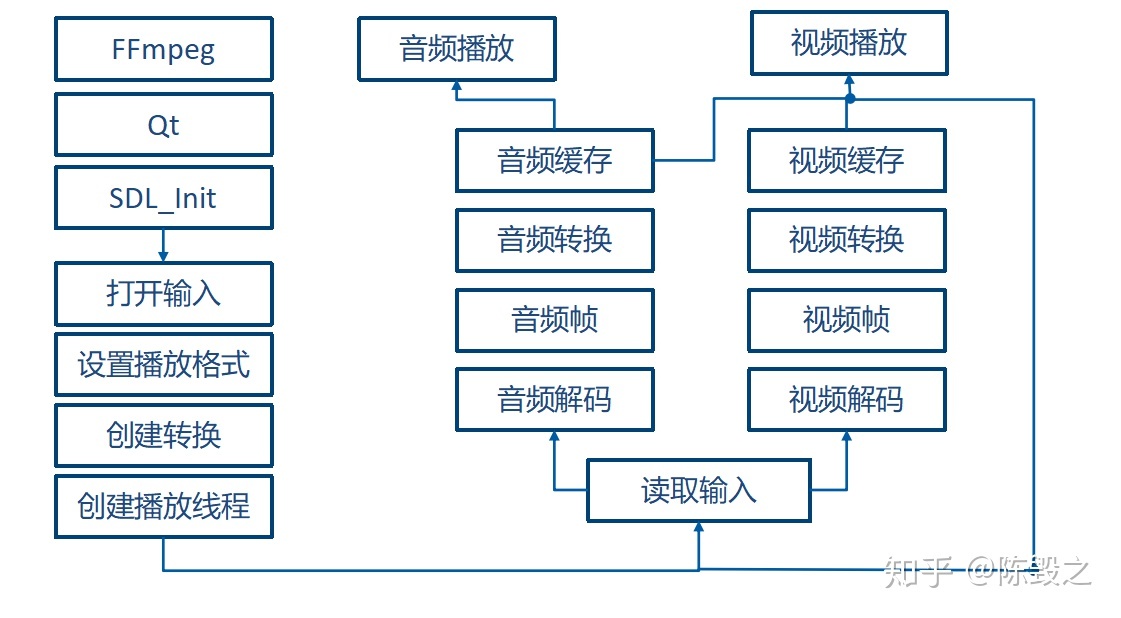 FFmpeg
Qt
SDL_Init
打开输入
设置播放格式
创建转换
创建播放线程
音频播放
视频播放
音频缓存
视频缓存
音频转换
视频转换
音频帧
视频帧
音频解码
视频解码
读取输入
知乎 @陈毅之